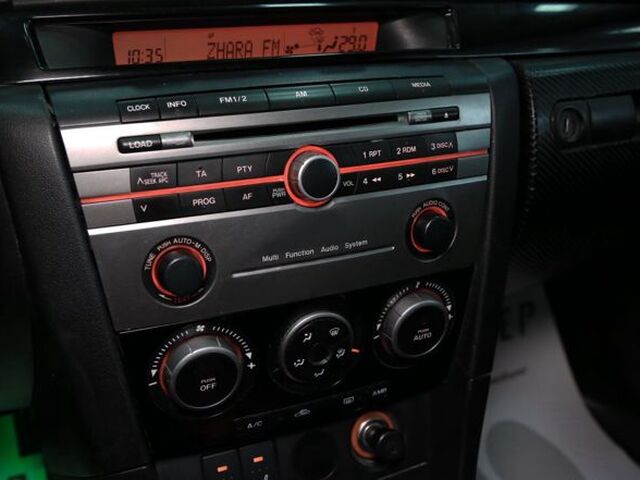 10:35 ZHARA FM 29.0
CLOCK INFO FM1/2 AM CD MEDIA
LOAD
TRACK SEEK APC TA PTY 1 RPT 2 RDM 3 DISC∧
∨ PROG AF PUSH PWR VOL 4 ◀◀ 5 ▶▶ 6 DISC∨
TUNE PUSH AUTO-M·DISP TEXT
PUSH AUDIO CONT
Multi Function Audio System
PUSH OFF
PUSH AUTO
A/C AMB